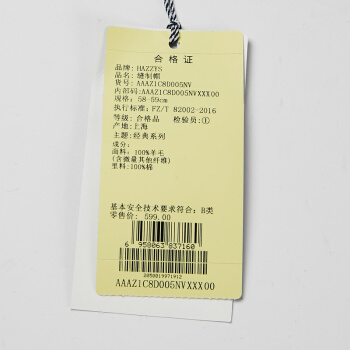 合格证
品牌: HAZZYS
品名: 缝制帽
货号: AAAZ1C8D005NV
内部码: AAAZ1C8D005NVXXX00
规格: 58-59cm
执行标准: FZ/T 82002-2016
等级: 合格品 检验员: ①
产地: 上海
主题: 经典系列
成分:
面料: 100%羊毛
(含微量其他纤维)
里料: 100%棉
基本安全技术要求符合: B类
零售价: 599.00
6 958063 837160
2050019971912
AAAZ1C8D005NVXXX00